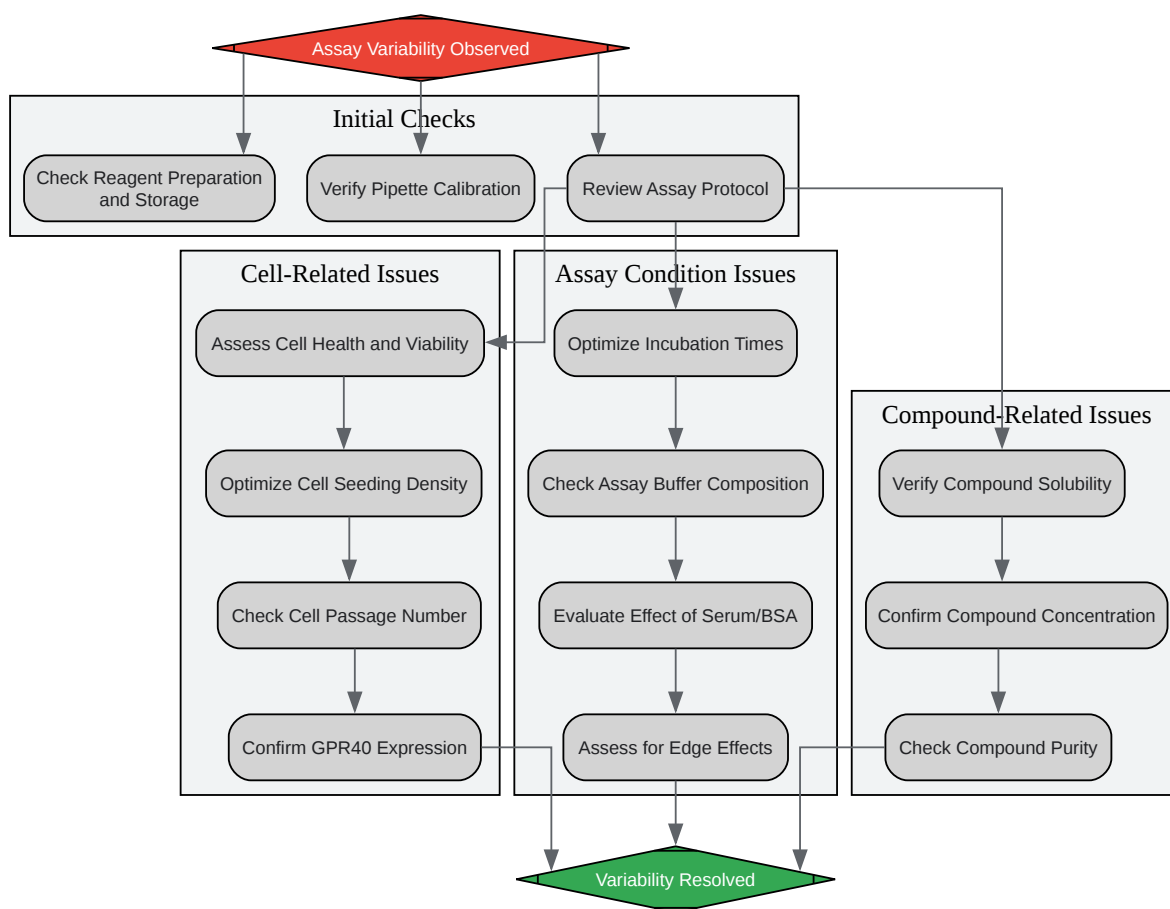 Assay Variability Observed
Initial Checks
Check Reagent Preparation
and Storage
Verify Pipette Calibration
Review Assay Protocol
Cell-Related Issues
Assess Cell Health and Viability
Optimize Cell Seeding Density
Check Cell Passage Number
Confirm GPR40 Expression
Assay Condition Issues
Optimize Incubation Times
Check Assay Buffer Composition
Evaluate Effect of Serum/BSA
Assess for Edge Effects
Compound-Related Issues
Verify Compound Solubility
Confirm Compound Concentration
Check Compound Purity
Variability Resolved